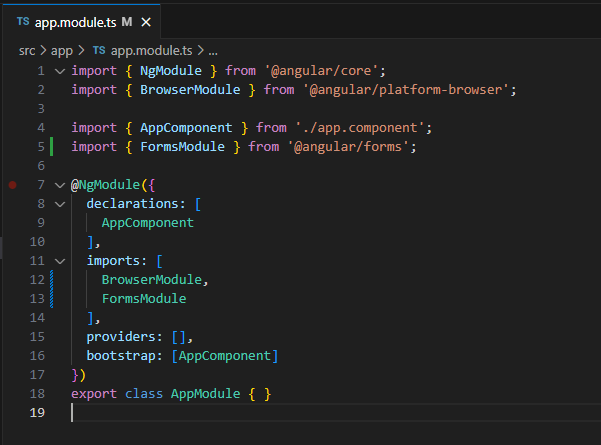 TS app.module.ts M ×
src > app > TS app.module.ts > ...
1 import { NgModule } from '@angular/core';
2 import { BrowserModule } from '@angular/platform-browser';
3
4 import { AppComponent } from './app.component';
5 import { FormsModule } from '@angular/forms';
6
7 @NgModule({
8   declarations: [
9     AppComponent
10   ],
11   imports: [
12     BrowserModule,
13     FormsModule
14   ],
15   providers: [],
16   bootstrap: [AppComponent]
17 })
18 export class AppModule { }
19